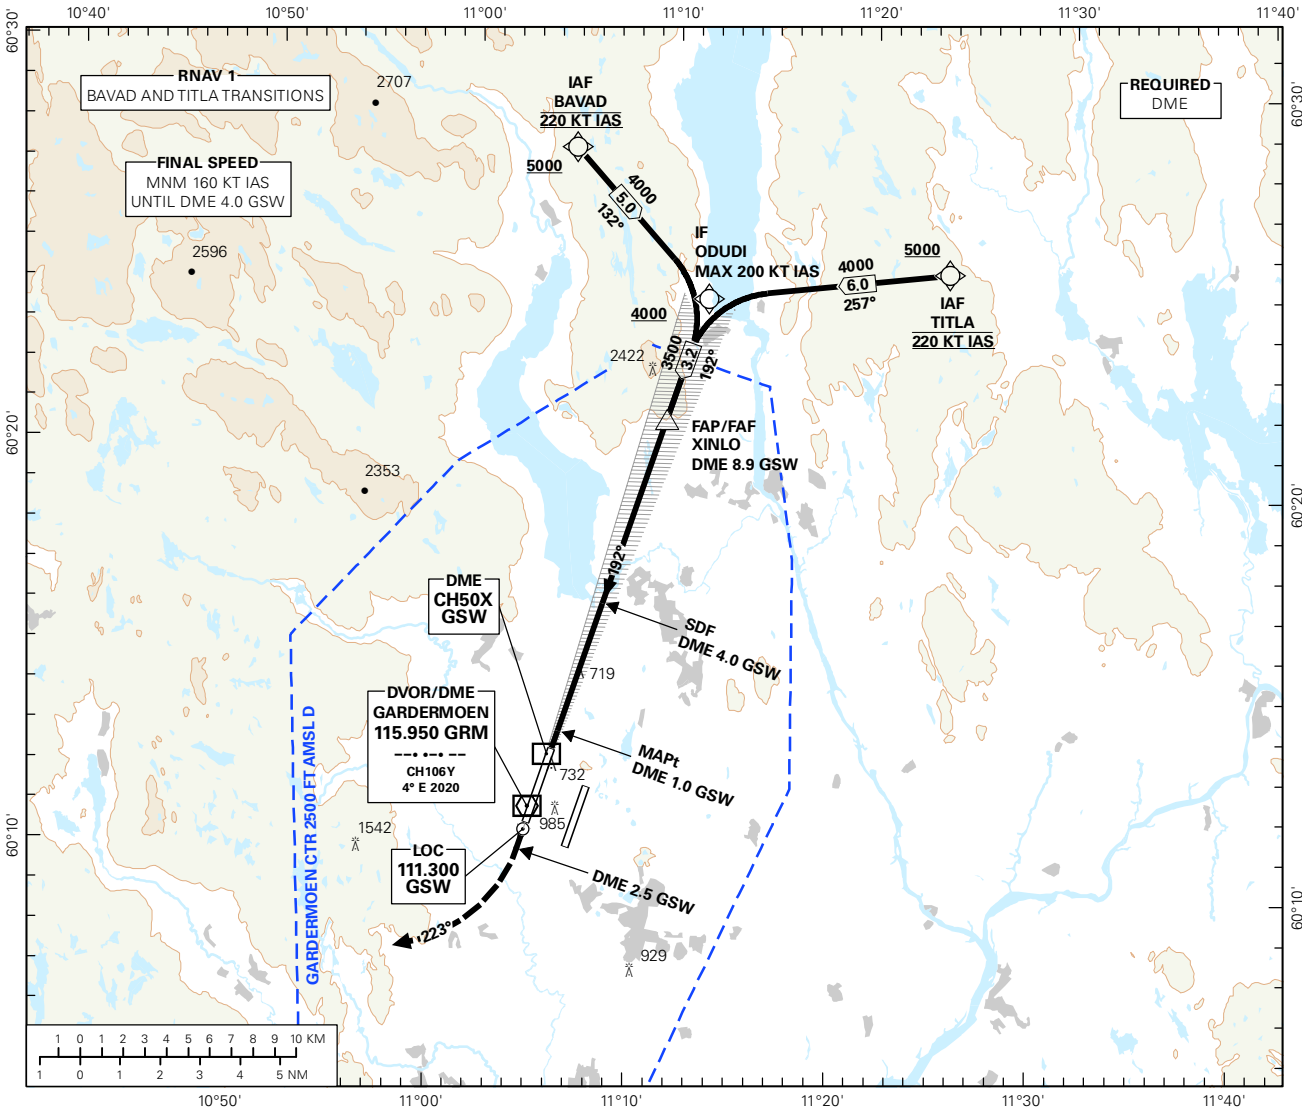 10°40'
10°50'
11°00'
11°10'
11°20'
11°30'
11°40'
60°30'
60°30'
RNAV 1
BAVAD AND TITLA TRANSITIONS
2707
IAF
BAVAD
220 KT IAS
REQUIRED
DME
FINAL SPEED
MNM 160 KT IAS
UNTIL DME 4.0 GSW
5000
4000
5.0
132°
2596
IF
ODUDI
MAX 200 KT IAS
5000
4000
6.0
257°
IAF
TITLA
220 KT IAS
4000
3500
3.2
192°
2422
60°20'
FAP/FAF
XINLO
DME 8.9 GSW
2353
60°20'
192°
DME
CH50X
GSW
SDF
DME 4.0 GSW
719
DVOR/DME
GARDERMOEN
115.950 GRM
CH106Y
4° E 2020
MAPt
DME 1.0 GSW
732
985
1542
60°10'
LOC
111.300
GSW
DME 2.5 GSW
60°10'
223°
929
GARDERMOEN CTR 2500 FT AMSL D
1 0 1 2 3 4 5 6 7 8 9 10 KM
1 0 1 2 3 4 5 NM
10°50'
11°00'
11°10'
11°20'
11°30'
11°40'